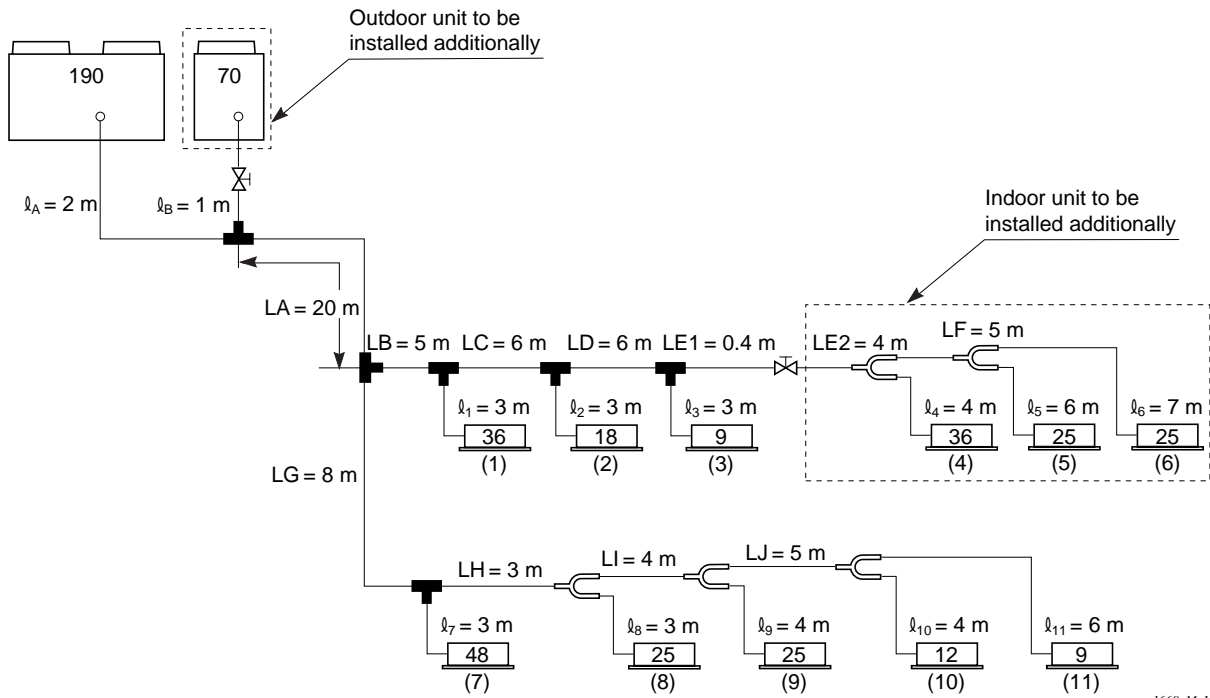 Outdoor unit to be
installed additionally
190
70
ℓA = 2 m
ℓB = 1 m
Indoor unit to be
installed additionally
LA = 20 m
LB = 5 m LC = 6 m LD = 6 m LE1 = 0.4 m LE2 = 4 m LF = 5 m
ℓ1 = 3 m ℓ2 = 3 m ℓ3 = 3 m ℓ4 = 4 m ℓ5 = 6 m ℓ6 = 7 m
36 18 9 36 25 25
(1) (2) (3) (4) (5) (6)
LG = 8 m
LH = 3 m LI = 4 m LJ = 5 m
ℓ7 = 3 m ℓ8 = 3 m ℓ9 = 4 m ℓ10 = 4 m ℓ11 = 6 m
48 25 25 12 9
(7) (8) (9) (10) (11)